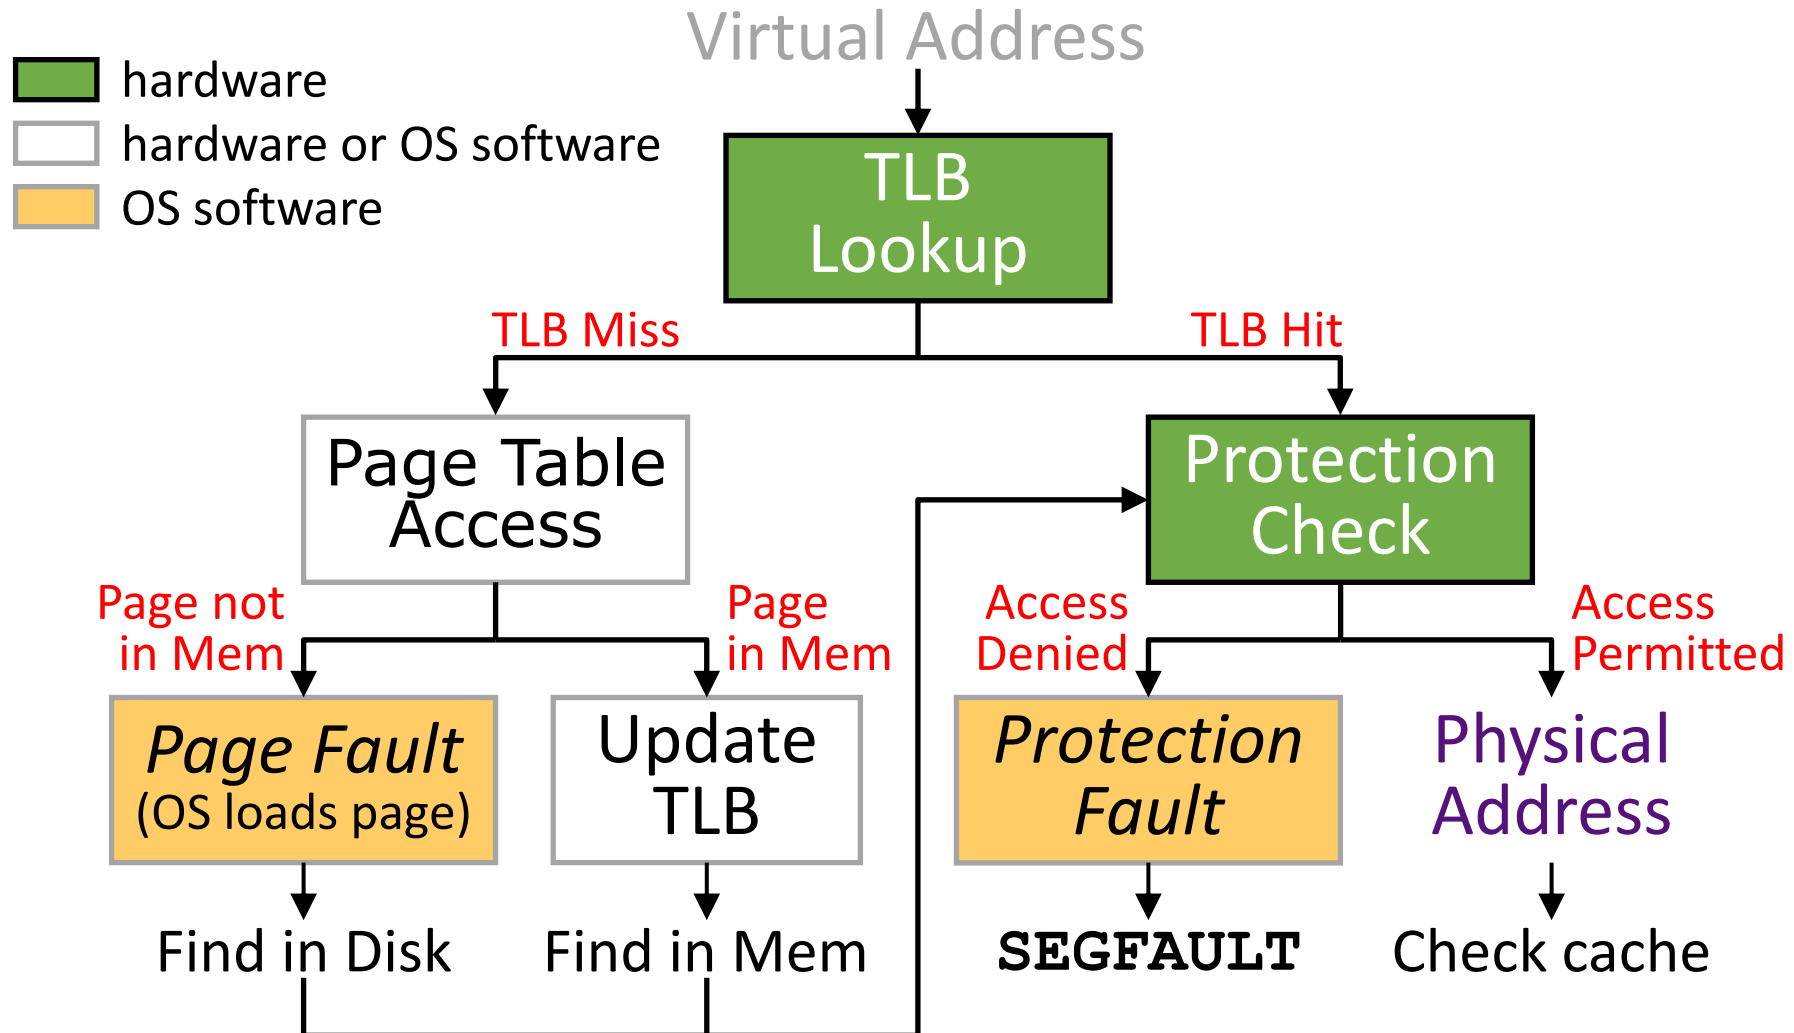 Virtual Address
hardware
hardware or OS software
OS software
TLB
Lookup
TLB Miss
TLB Hit
Page Table
Access
Protection
Check
Page not
in Mem
Page
in Mem
Access
Denied
Access
Permitted
Page Fault
(OS loads page)
Update
TLB
Protection
Fault
Physical
Address
Find in Disk
Find in Mem
SEGFAULT
Check cache